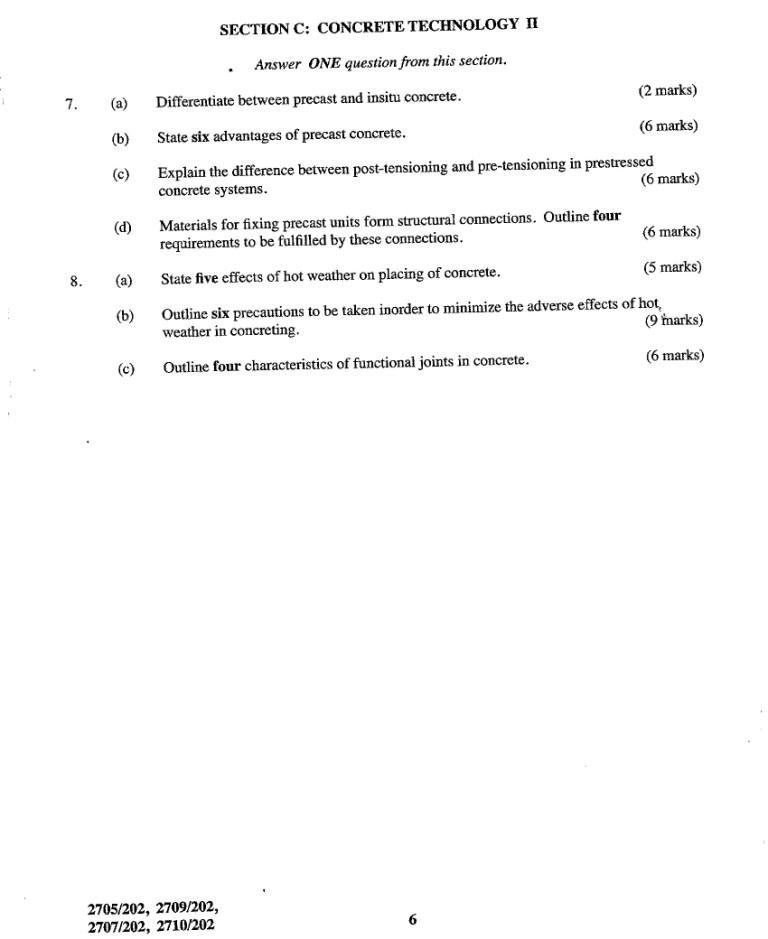 SECTION C: CONCRETE TECHNOLOGY II
Answer ONE question from this section.
7. (a) Differentiate between precast and insitu concrete. (2 marks)
(b) State six advantages of precast concrete. (6 marks)
(c) Explain the difference between post-tensioning and pre-tensioning in prestressed
concrete systems. (6 marks)
(d) Materials for fixing precast units form structural connections. Outline four
requirements to be fulfilled by these connections. (6 marks)
8. (a) State five effects of hot weather on placing of concrete. (5 marks)
(b) Outline six precautions to be taken inorder to minimize the adverse effects of hot
weather in concreting. (9 marks)
(c) Outline four characteristics of functional joints in concrete. (6 marks)
2705/202, 2709/202,
2707/202, 2710/202
6